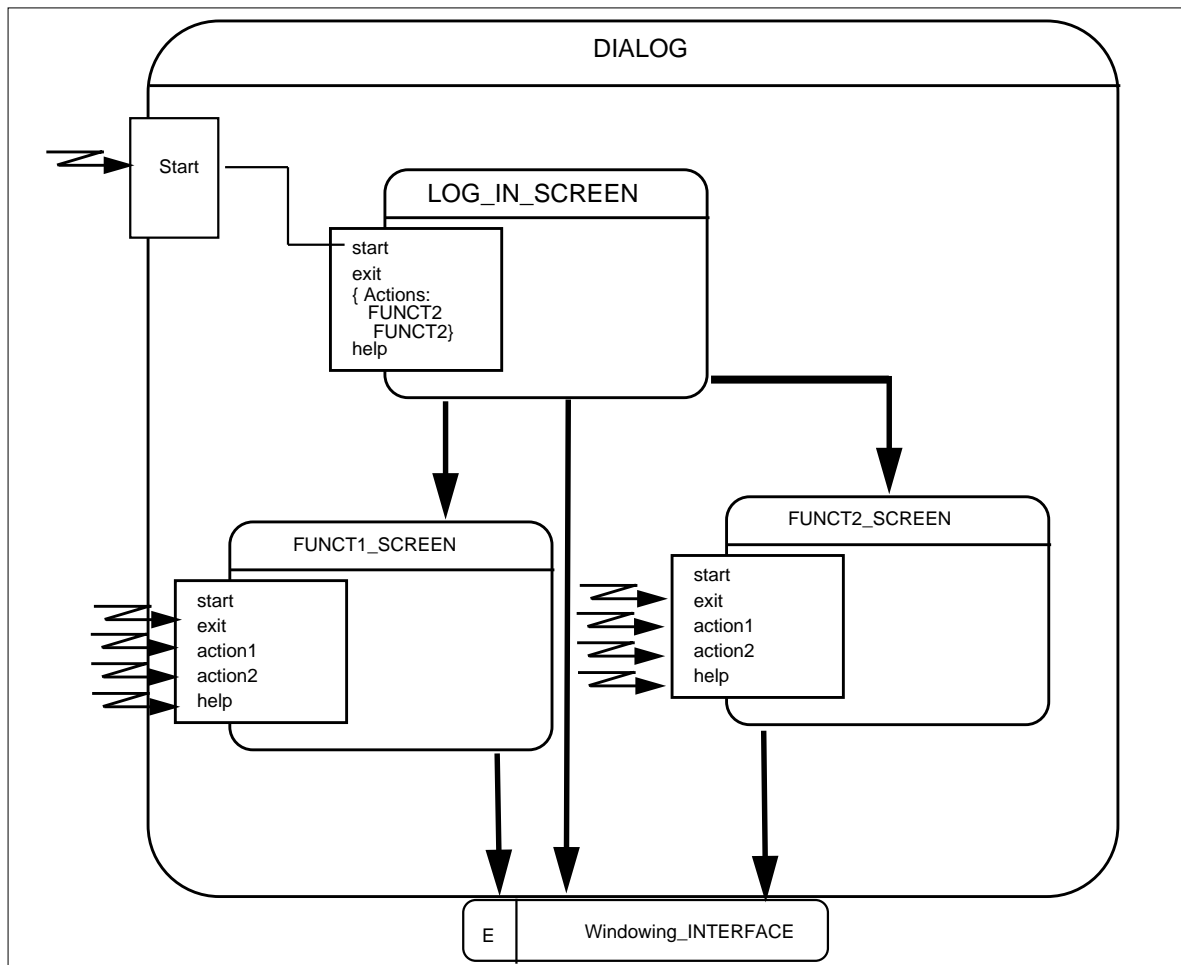 DIALOG
Start
LOG_IN_SCREEN
start
exit
{ Actions:
FUNCT2
FUNCT2}
help
FUNCT1_SCREEN
start
exit
action1
action2
help
FUNCT2_SCREEN
start
exit
action1
action2
help
E
Windowing_INTERFACE